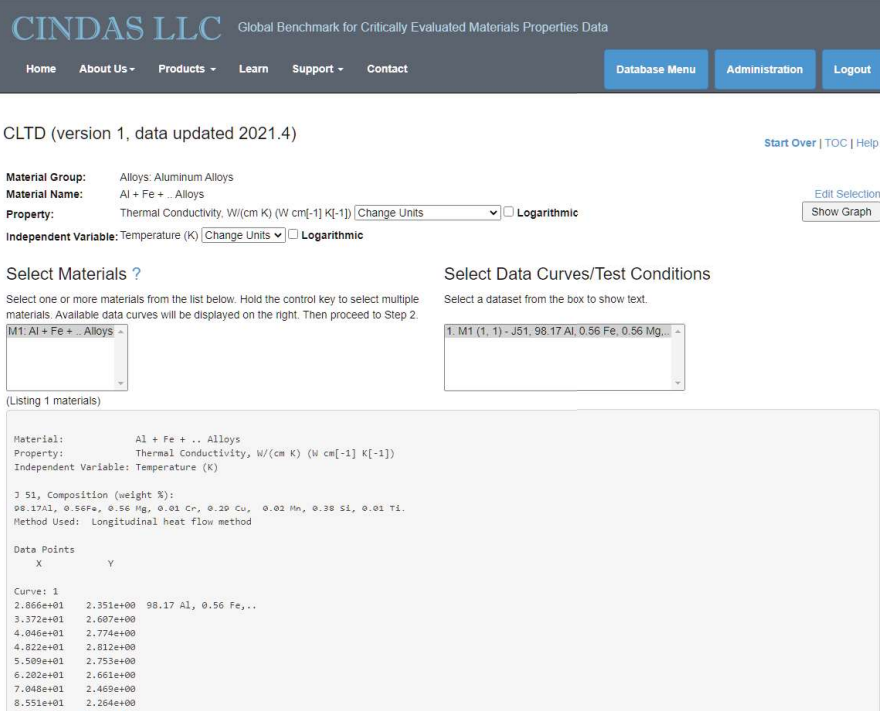 CINDAS LLC Global Benchmark for Critically Evaluated Materials Properties Data
Home About Us Products Learn Support Contact Database Menu Administration Logout
CLTD (version 1, data updated 2021.4)
Start Over | TOC | Help
Material Group: Alloys: Aluminum Alloys
Material Name: Al + Fe + .. Alloys
Edit Selection
Property: Thermal Conductivity, W/(cm K) (W cm[-1] K[-1]) Change Units Logarithmic
Show Graph
Independent Variable: Temperature (K) Change Units Logarithmic
Select Materials ?
Select one or more materials from the list below. Hold the control key to select multiple
materials. Available data curves will be displayed on the right. Then proceed to Step 2.
M1: Al + Fe + .. Alloys
(Listing 1 materials)
Select Data Curves/Test Conditions
Select a dataset from the box to show text.
1. M1 (1, 1) - J51, 98.17 Al, 0.56 Fe, 0.56 Mg,..
Material: Al + Fe + .. Alloys
Property: Thermal Conductivity, W/(cm K) (W cm[-1] K[-1])
Independent Variable: Temperature (K)
J 51, Composition (weight %):
98.17Al, 0.56Fe, 0.56 Mg, 0.01 Cr, 0.29 Cu, 0.02 Mn, 0.38 Si, 0.01 Ti.
Method Used: Longitudinal heat flow method
Data Points
X Y
Curve: 1
2.866e+01 2.351e+00 98.17 Al, 0.56 Fe,..
3.372e+01 2.607e+00
4.046e+01 2.774e+00
4.822e+01 2.812e+00
5.509e+01 2.753e+00
6.202e+01 2.661e+00
7.048e+01 2.469e+00
8.551e+01 2.264e+00